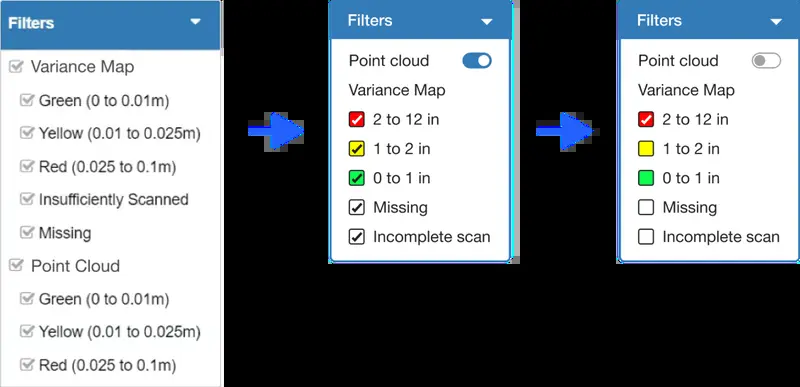 Filters
Variance Map
Green (0 to 0.01m)
Yellow (0.01 to 0.025m)
Red (0.025 to 0.1m)
Insufficiently Scanned
Missing
Point Cloud
Green (0 to 0.01m)
Yellow (0.01 to 0.025m)
Red (0.025 to 0.1m)
Filters
Point cloud
Variance Map
2 to 12 in
1 to 2 in
0 to 1 in
Missing
Incomplete scan
Filters
Point cloud
Variance Map
2 to 12 in
1 to 2 in
0 to 1 in
Missing
Incomplete scan